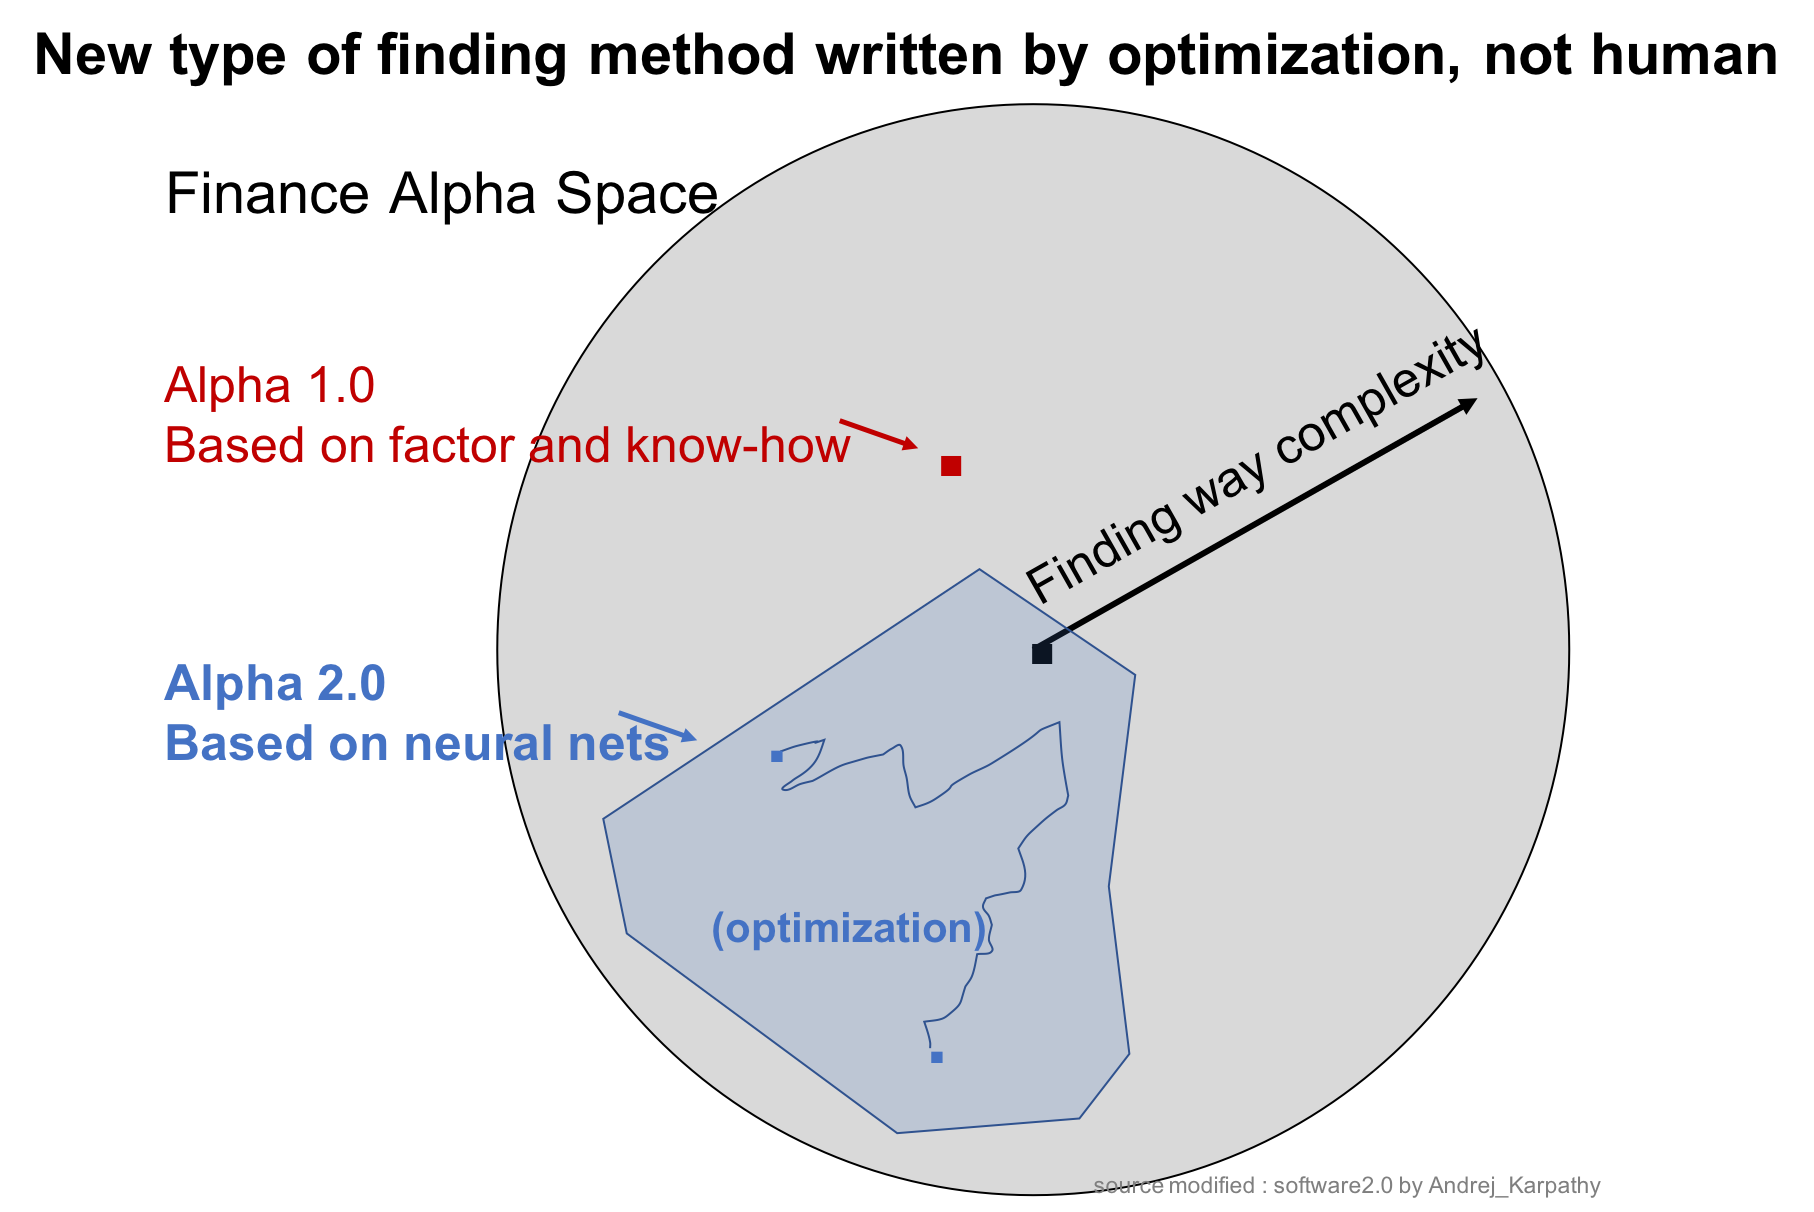 New type of finding method written by optimization, not human
Finance Alpha Space
Alpha 1.0
Based on factor and know-how
Finding way complexity
Alpha 2.0
Based on neural nets
(optimization)
source modified : software2.0 by Andrej_Karpathy